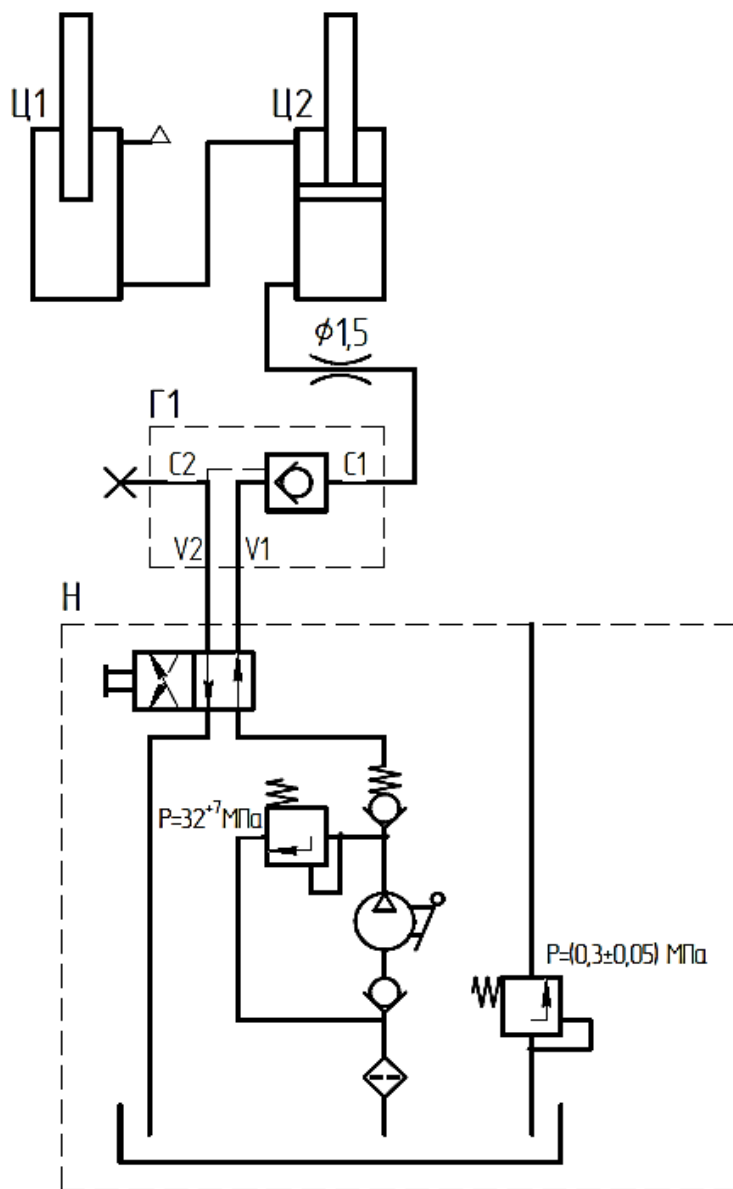 Ц1
Ц2
ϕ1,5
Г1
С2
С1
V2
V1
Н
Р=32⁺⁷МПа
Р=(0,3±0,05) МПа